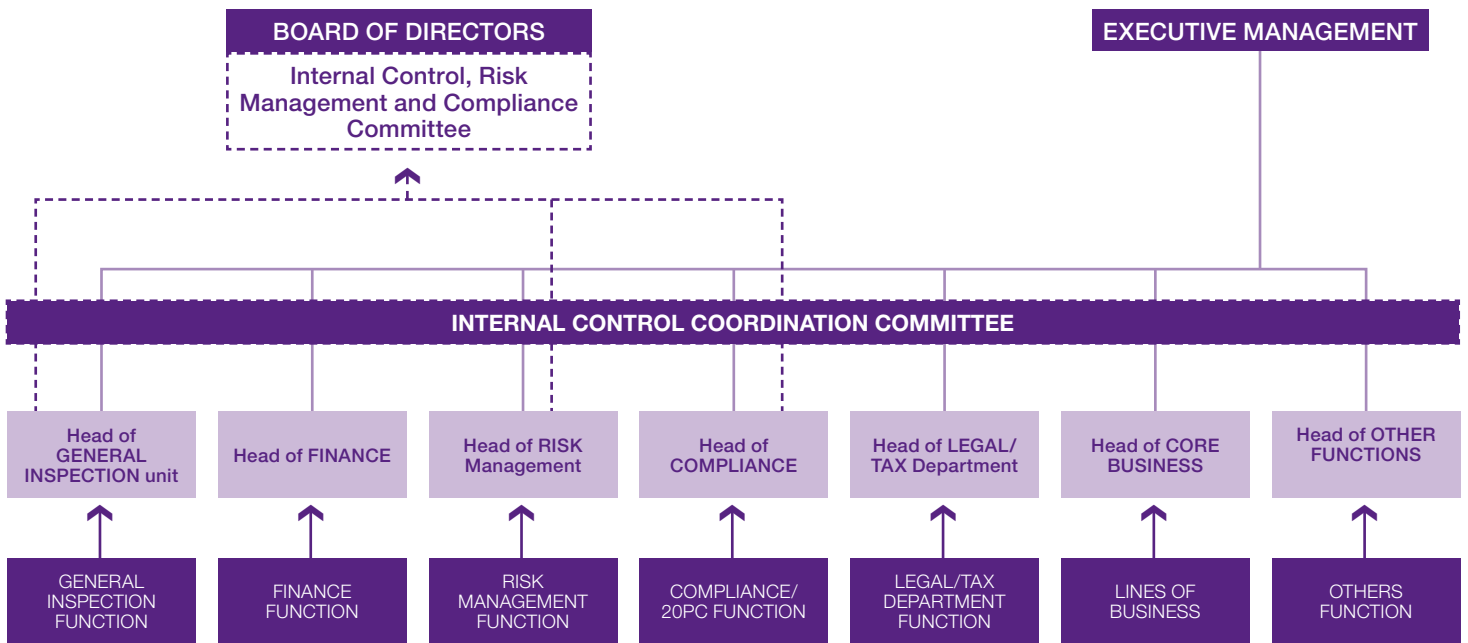 BOARD OF DIRECTORS
Internal Control, Risk
Management and Compliance
Committee
EXECUTIVE MANAGEMENT
INTERNAL CONTROL COORDINATION COMMITTEE
Head of
GENERAL
INSPECTION unit
Head of FINANCE
Head of RISK
Management
Head of
COMPLIANCE
Head of LEGAL/
TAX Department
Head of CORE
BUSINESS
Head of OTHER
FUNCTIONS
GENERAL
INSPECTION
FUNCTION
FINANCE
FUNCTION
RISK
MANAGEMENT
FUNCTION
COMPLIANCE/
20PC FUNCTION
LEGAL/TAX
DEPARTMENT
FUNCTION
LINES OF
BUSINESS
OTHERS
FUNCTION